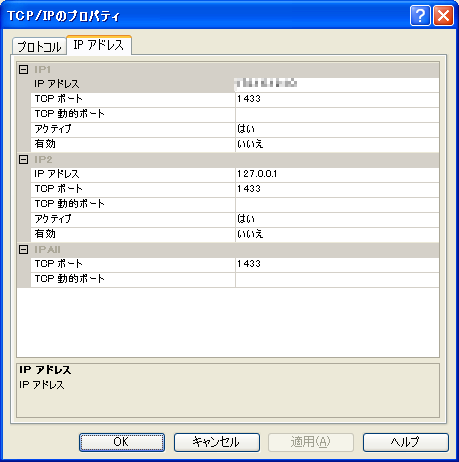 TCP/IPのプロパティ
プロトコル IP アドレス
IP1
IP アドレス
TCP ポート 1433
TCP 動的ポート
アクティブ はい
有効 いいえ
IP2
IP アドレス 127.0.0.1
TCP ポート 1433
TCP 動的ポート
アクティブ はい
有効 いいえ
IPAll
TCP ポート 1433
TCP 動的ポート
IP アドレス
IP アドレス
OK キャンセル 適用(A) ヘルプ